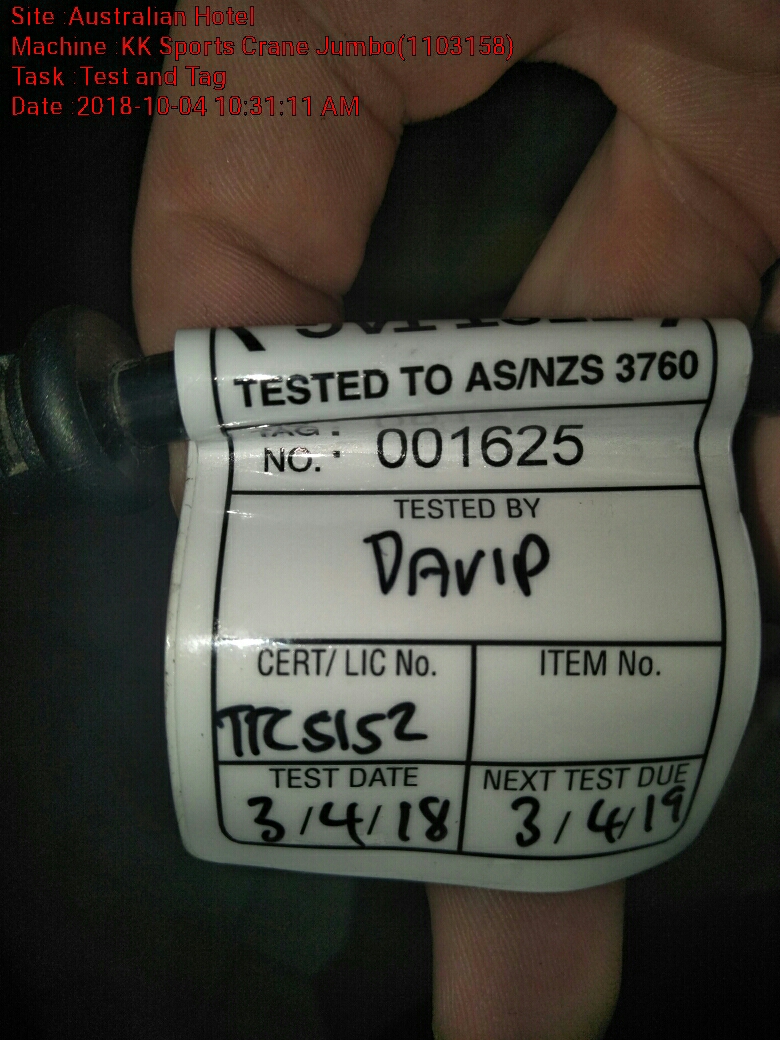 Site :Australian Hotel
Machine :KK Sports Crane Jumbo(1103158)
Task :Test and Tag
Date :2018-10-04 10:31:11 AM
TESTED TO AS/NZS 3760
TAG :
NO. : 001625
TESTED BY
DAVID
CERT/ LIC No. ITEM No.
TTC5152
TEST DATE NEXT TEST DUE
3/4/18 3/4/19